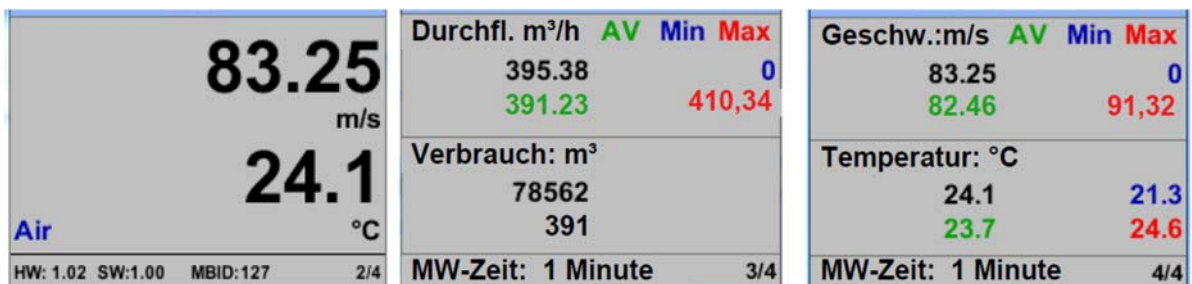 83.25
m/s
24.1
Air °C
HW: 1.02 SW:1.00 MBID:127 2/4
Durchfl. m³/h AV Min Max
395.38 0
391.23 410,34
Verbrauch: m³
78562
391
MW-Zeit: 1 Minute 3/4
Geschw.:m/s AV Min Max
83.25 0
82.46 91,32
Temperatur: °C
24.1 21.3
23.7 24.6
MW-Zeit: 1 Minute 4/4